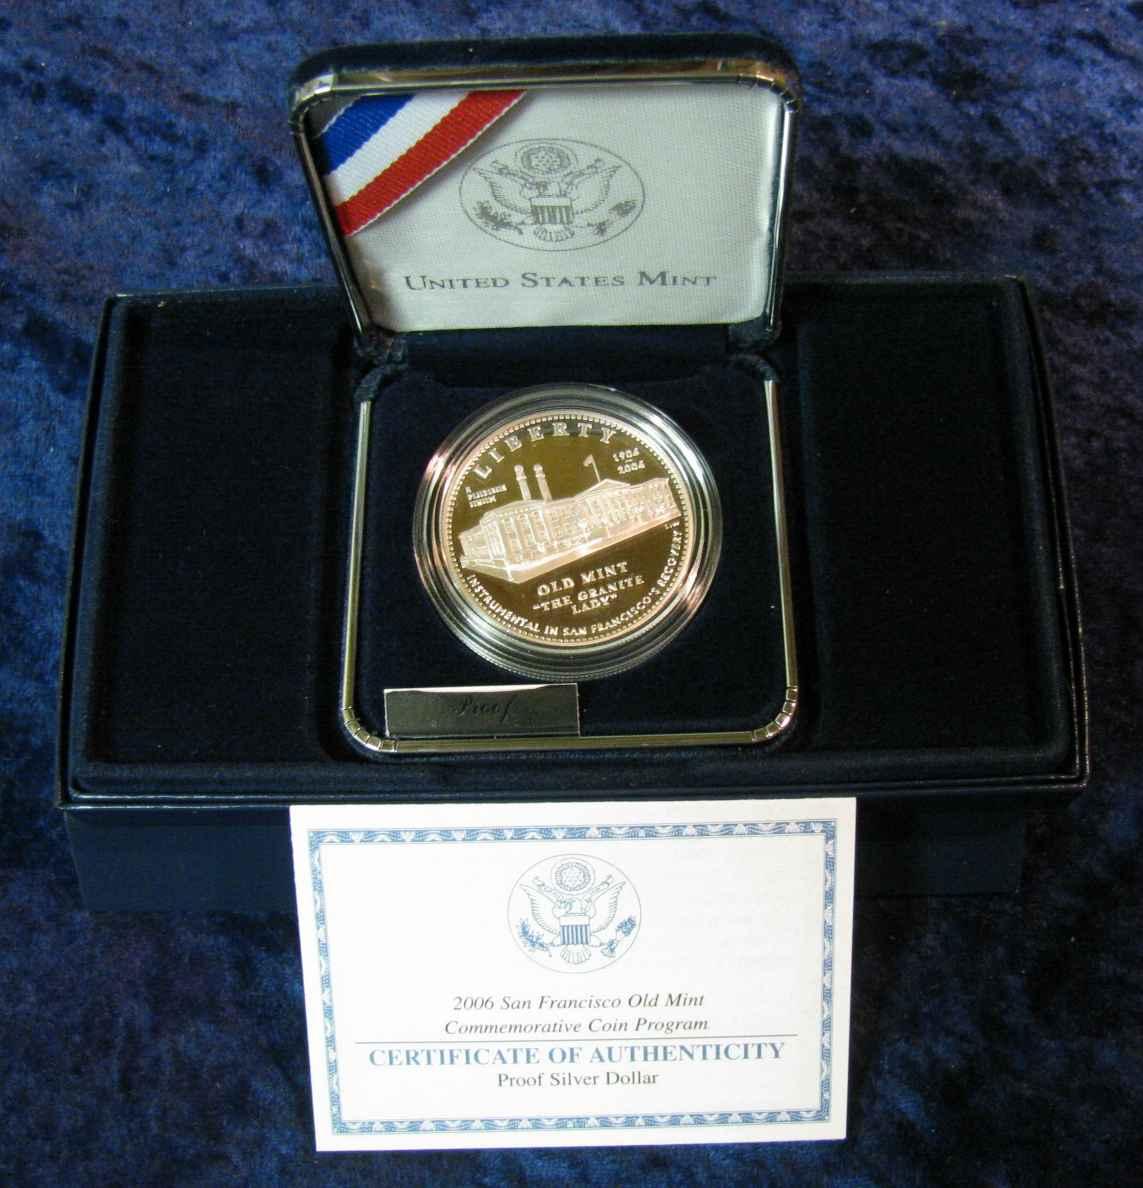 UNITED STATES MINT
LIBERTY
1906
2006
OLD MINT
"THE GRANITE
LADY"
INSTRUMENTAL IN SAN FRANCISCO'S RECOVERY
Proof
2006 San Francisco Old Mint
Commemorative Coin Program
CERTIFICATE OF AUTHENTICITY
Proof Silver Dollar